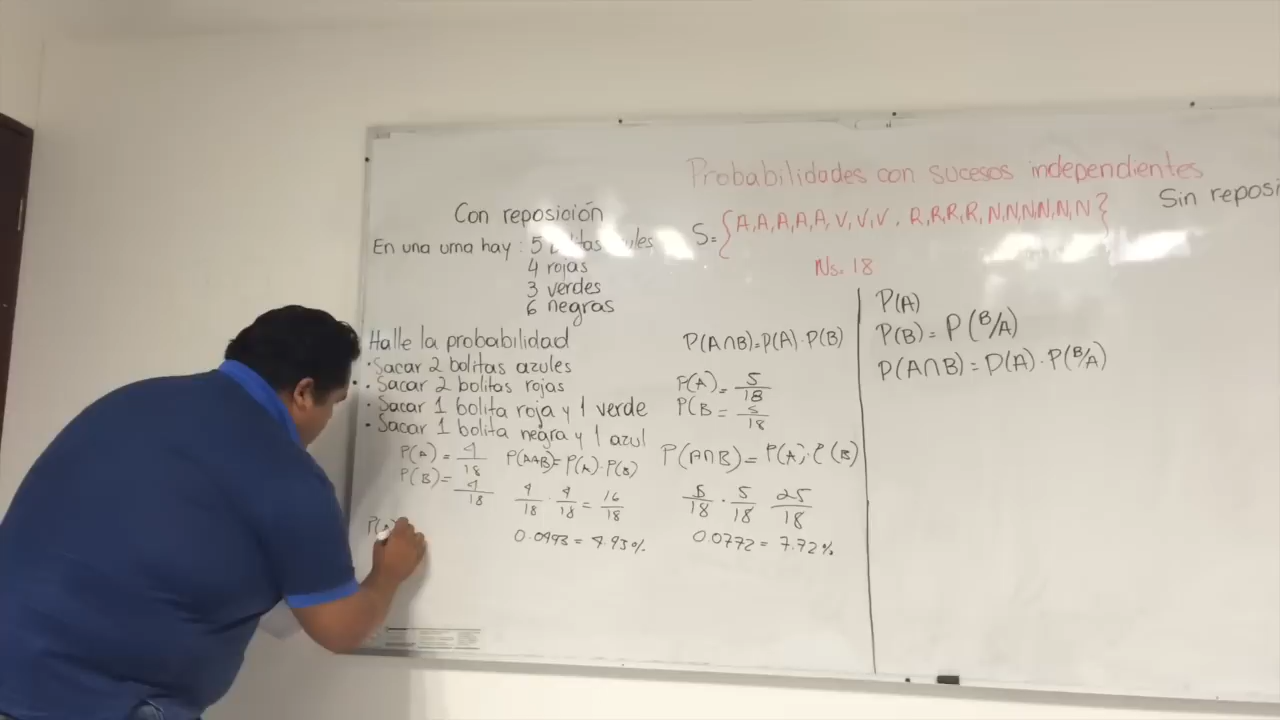 Probabilidades con sucesos independientes
Con reposición
En una urna hay : 5 bolitas azules
4 rojas
3 verdes
6 negras
S= {A,A,A,A,A,V,V,V, R,R,R,R,N,N,N,N,N,N}
Ns. 18
Sin reposi
Halle la probabilidad
• Sacar 2 bolitas azules
• Sacar 2 bolitas rojas
• Sacar 1 bolita roja y 1 verde
• Sacar 1 bolita negra y 1 azul
P(A) = 4/18
P(B) = 4/18
P(A∩B)= P(A) · P(B)
4/18 · 4/18 = 16/18
0.0493 = 4.93%
P(A)
P(A∩B)=P(A) · P(B)
P(A) = 5/18
P(B = 5/18
P(A∩B) = P(A) · P(B)
5/18 · 5/18 25/18
0.0772 = 7.72%
P(A)
P(B) = P(B/A)
P(A∩B) = P(A) · P(B/A)